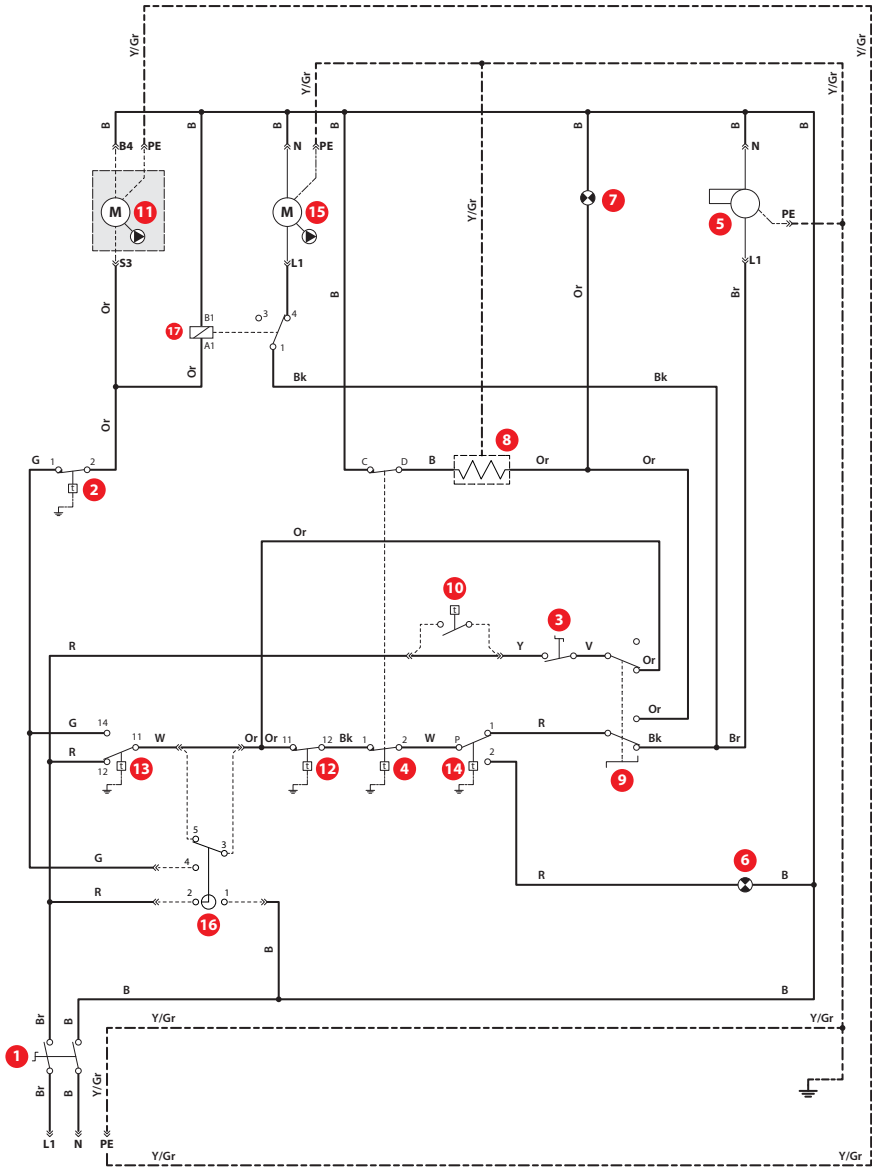 Y/Gr Y/Gr
Y/Gr Y/Gr
B B B B B B B
B4 PE N PE N
Y/Gr
M 11 M 15 7 5 PE
S3 L1 L1
Or B Or Br
17 B1 3 4
A1 1
Or Bk Bk
Or
8
G 1 2 C D B Or Or
t 2
Or
10
t 3
R Y V
Or
Or
14 1
G 11 W Or Or 11 12 Bk 1 2 W P R Bk Br
R 2
12 t 13 t 12 t 4 t 14 9
5
3
G 4 6
R B
R 2 1
16
B
B B
Y/Gr Y/Gr
Br B
1
Br B Y/Gr
L1 N PE
Y/Gr Y/Gr